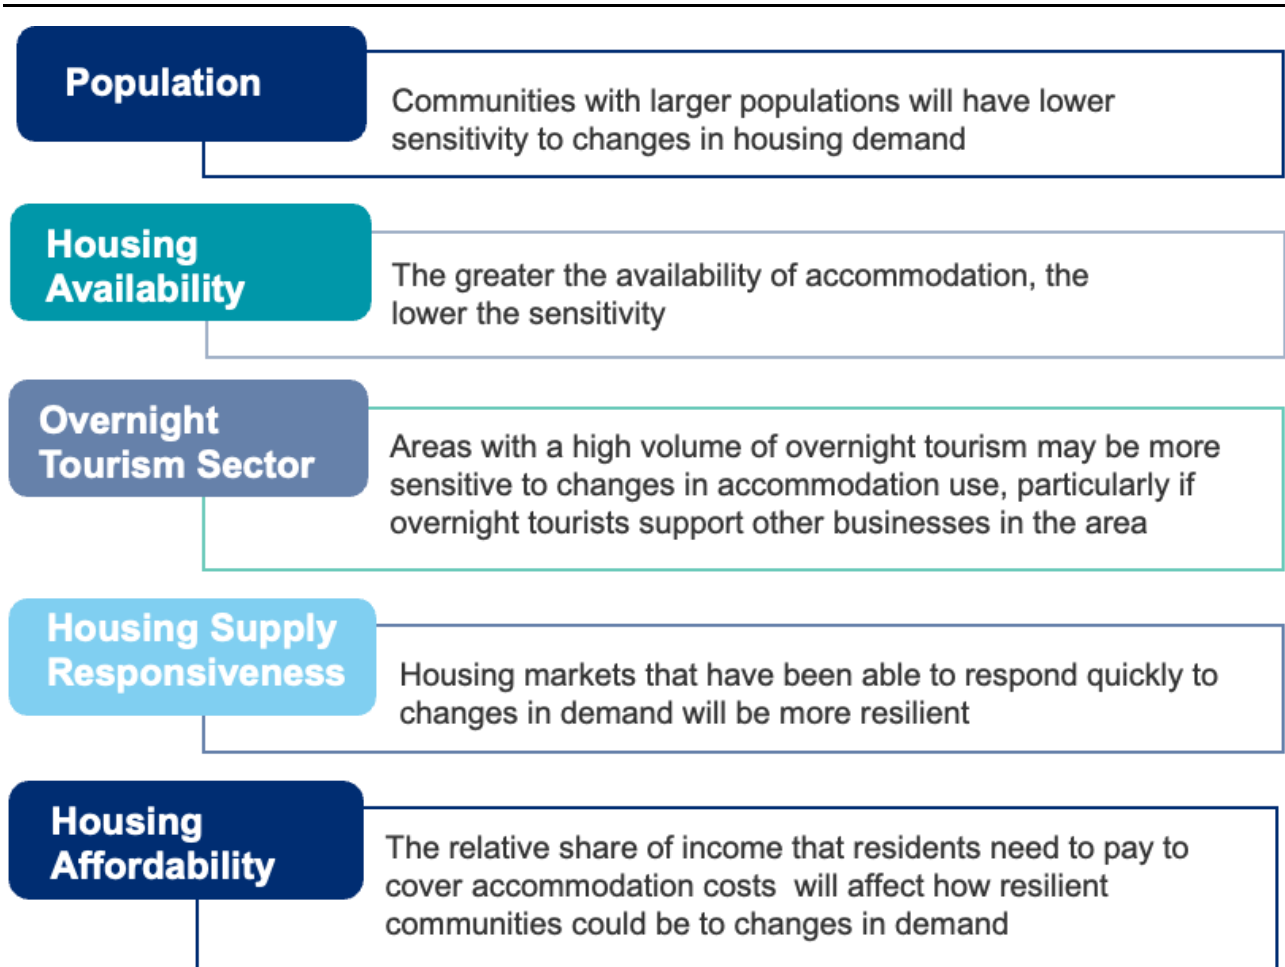 Population
Communities with larger populations will have lower
sensitivity to changes in housing demand
Housing
Availability
The greater the availability of accommodation, the
lower the sensitivity
Overnight
Tourism Sector
Areas with a high volume of overnight tourism may be more
sensitive to changes in accommodation use, particularly if
overnight tourists support other businesses in the area
Housing Supply
Responsiveness
Housing markets that have been able to respond quickly to
changes in demand will be more resilient
Housing
Affordability
The relative share of income that residents need to pay to
cover accommodation costs  will affect how resilient
communities could be to changes in demand